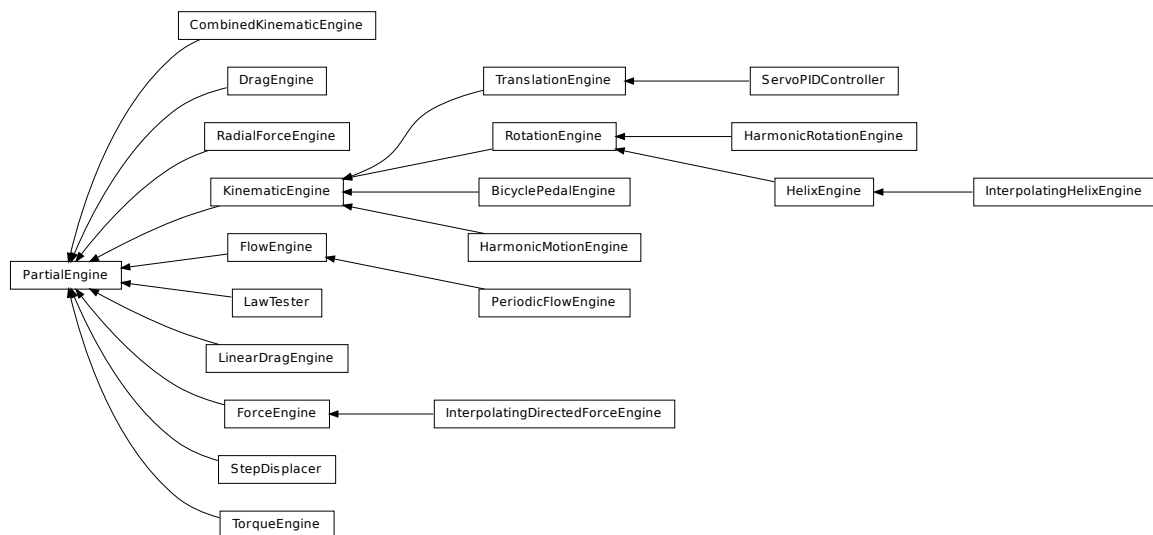 CombinedKinematicEngine
DragEngine
TranslationEngine
ServoPIDController
RadialForceEngine
RotationEngine
HarmonicRotationEngine
KinematicEngine
BicyclePedalEngine
HelixEngine
InterpolatingHelixEngine
FlowEngine
HarmonicMotionEngine
PartialEngine
LawTester
PeriodicFlowEngine
LinearDragEngine
ForceEngine
InterpolatingDirectedForceEngine
StepDisplacer
TorqueEngine